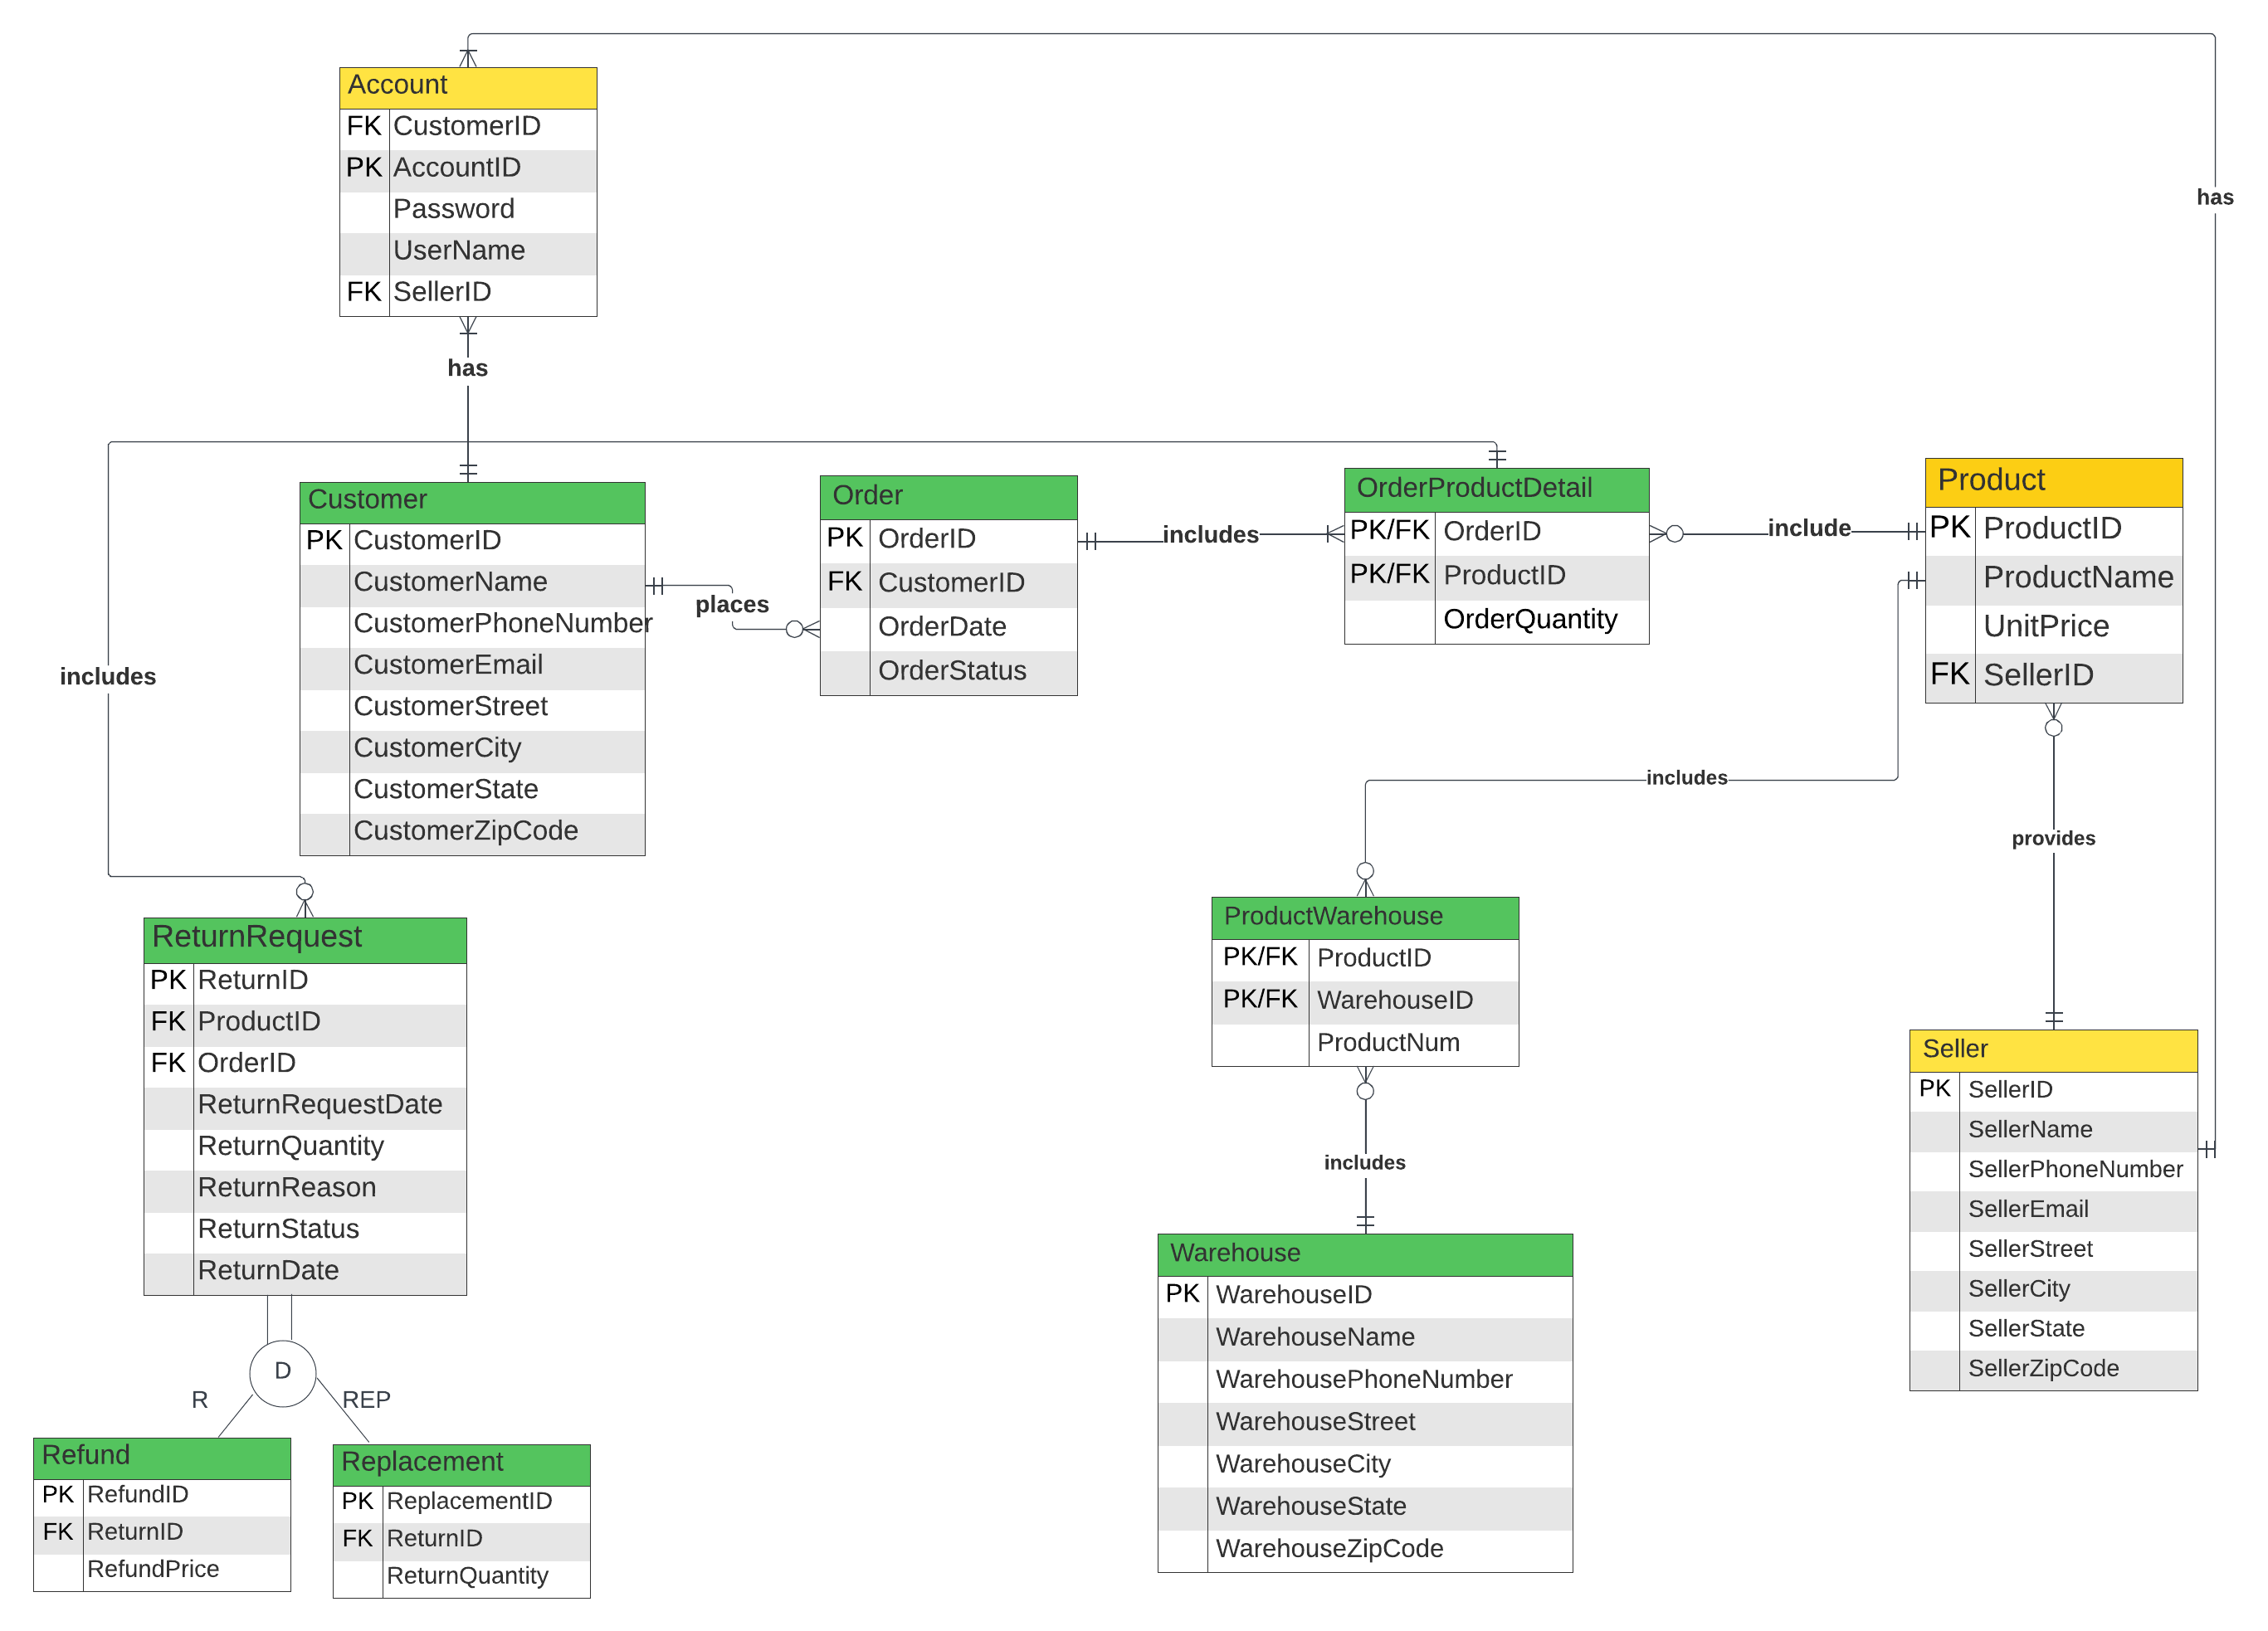 Account
FK CustomerID
PK AccountID
Password
UserName
FK SellerID
has
has
Customer
PK CustomerID
CustomerName
CustomerPhoneNumber
CustomerEmail
CustomerStreet
CustomerCity
CustomerState
CustomerZipCode
places
Order
PK OrderID
FK CustomerID
OrderDate
OrderStatus
includes
OrderProductDetail
PK/FK OrderID
PK/FK ProductID
OrderQuantity
include
Product
PK ProductID
ProductName
UnitPrice
FK SellerID
includes
includes
provides
ReturnRequest
PK ReturnID
FK ProductID
FK OrderID
ReturnRequestDate
ReturnQuantity
ReturnReason
ReturnStatus
ReturnDate
ProductWarehouse
PK/FK ProductID
PK/FK WarehouseID
ProductNum
includes
Seller
PK SellerID
SellerName
SellerPhoneNumber
SellerEmail
SellerStreet
SellerCity
SellerState
SellerZipCode
Warehouse
PK WarehouseID
WarehouseName
WarehousePhoneNumber
WarehouseStreet
WarehouseCity
WarehouseState
WarehouseZipCode
D
R
REP
Refund
PK RefundID
FK ReturnID
RefundPrice
Replacement
PK ReplacementID
FK ReturnID
ReturnQuantity